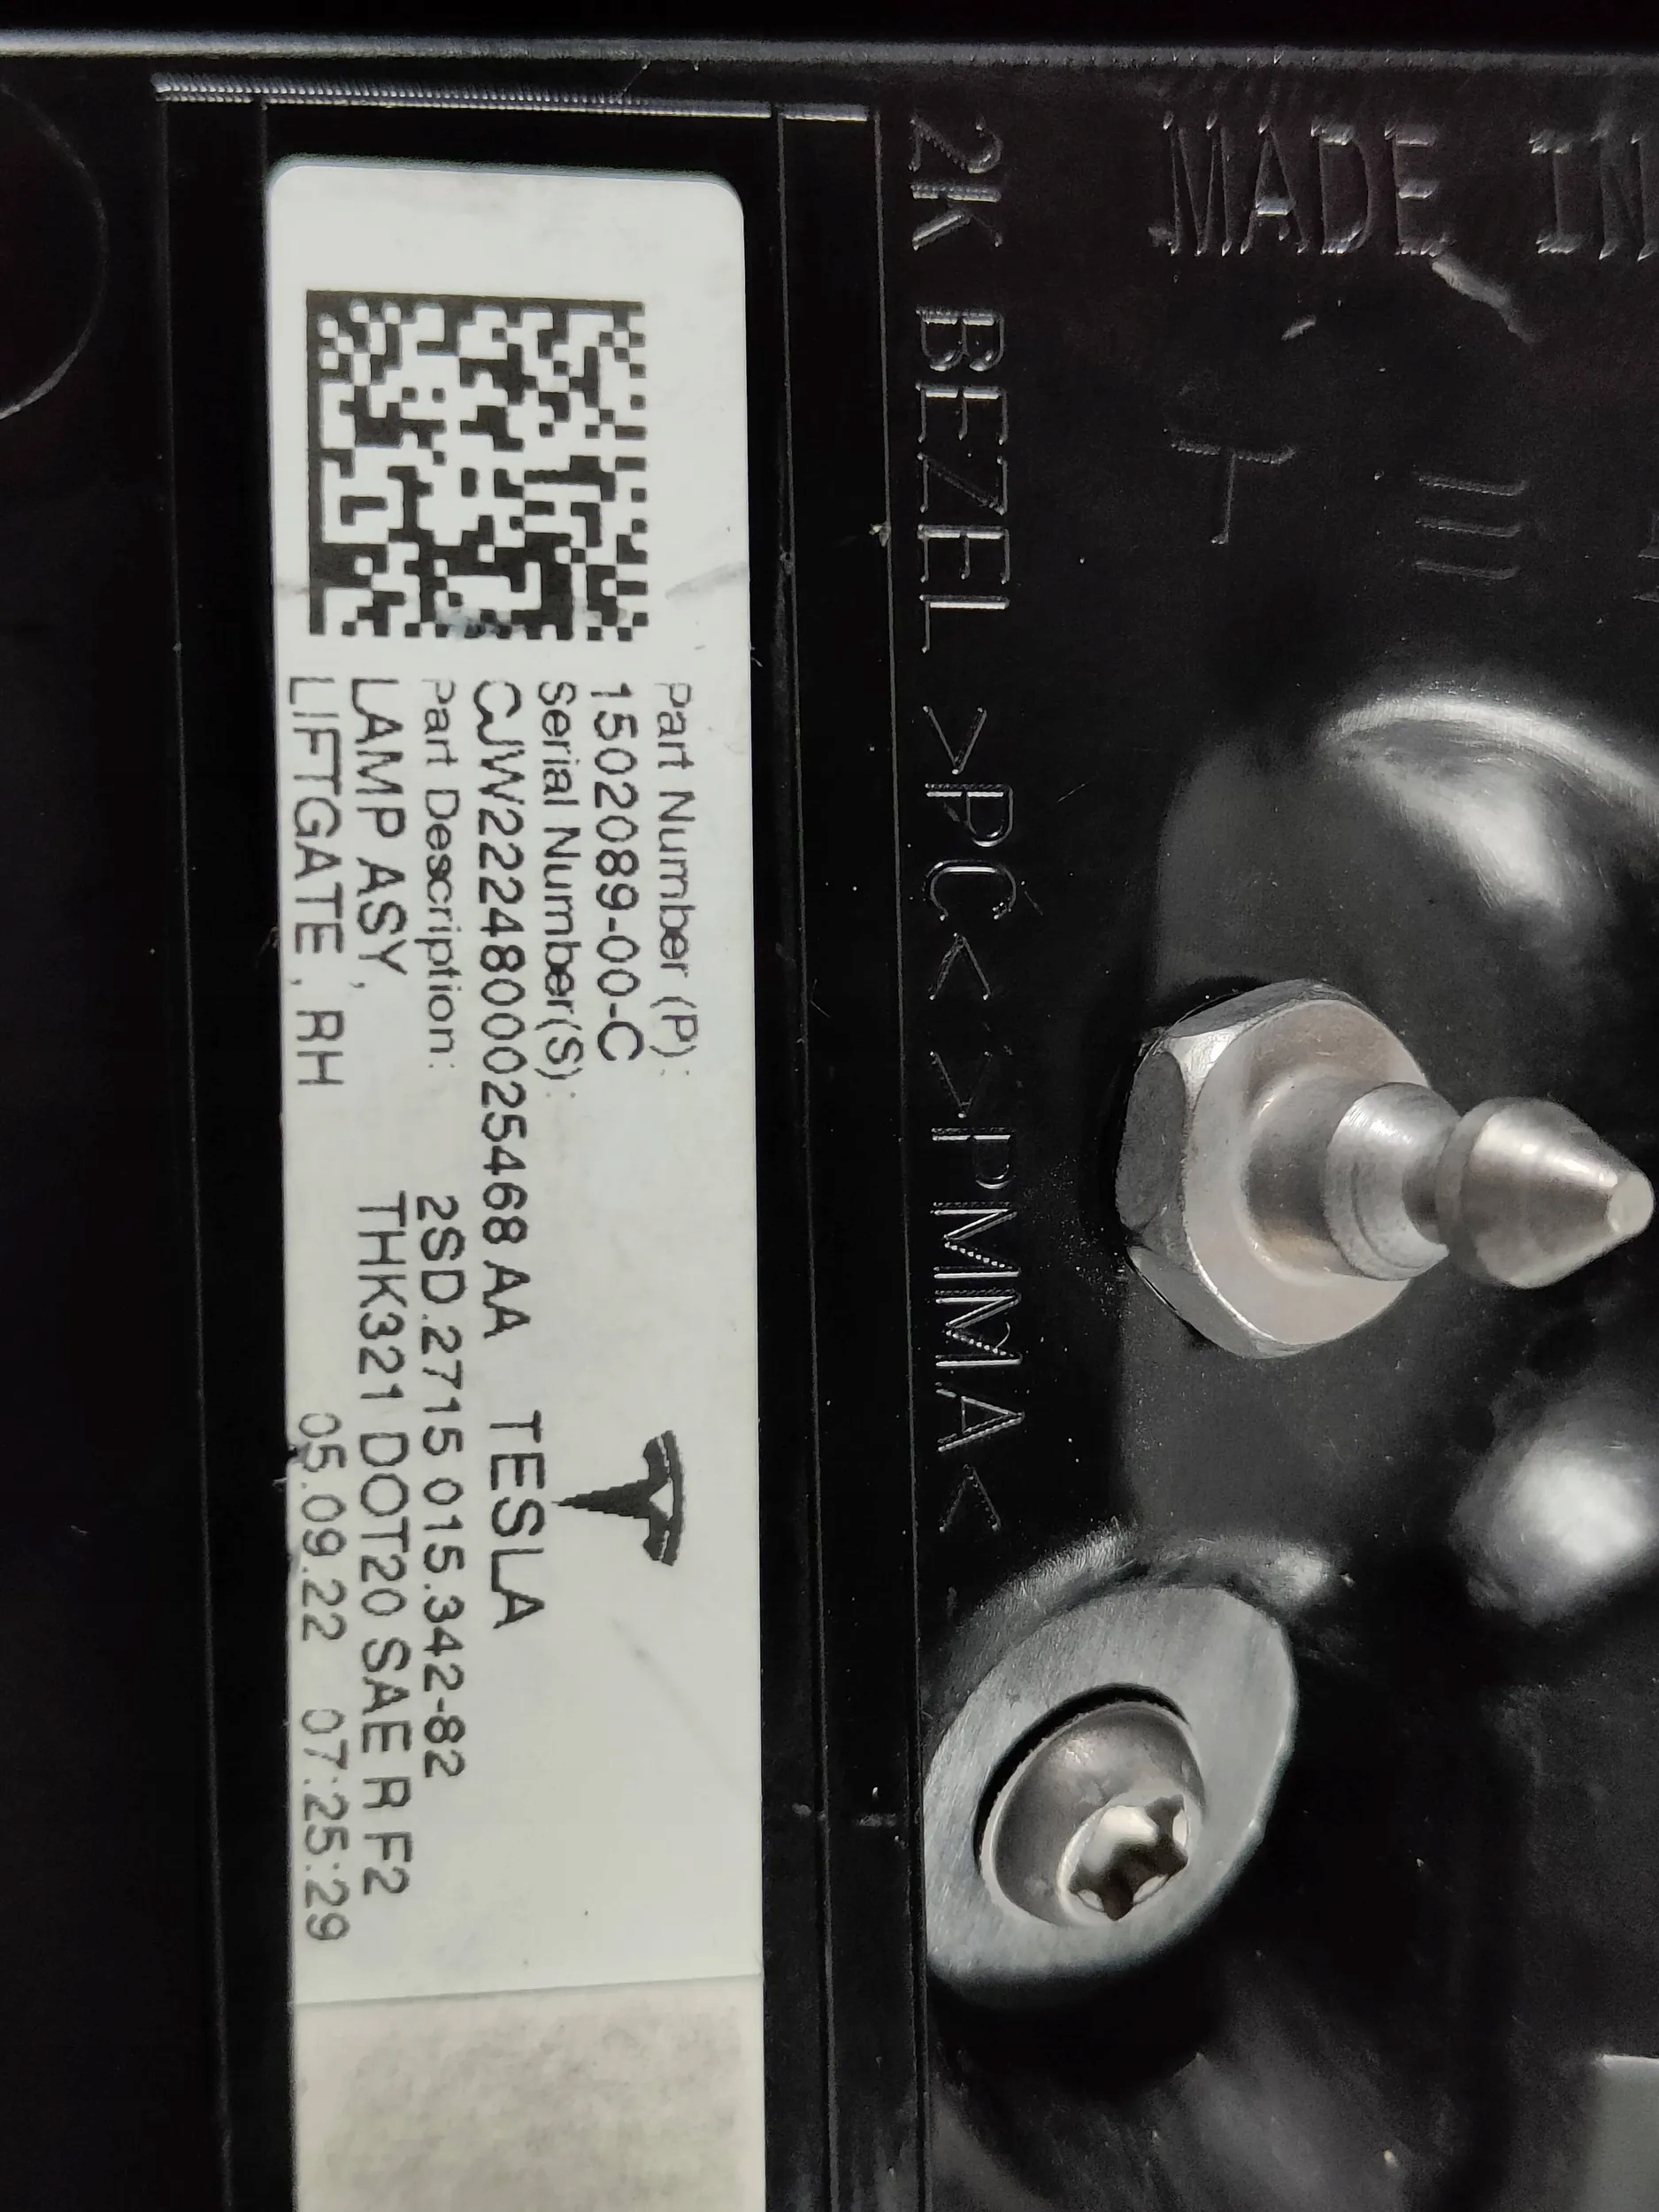 Part Number (P):
1502089-00-C
Serial Number(S):
CJW2224800025468 AA
Part Description:
LAMP ASY,
LIFTGATE, RH
TESLA
2SD.2715 015.342-82
THK321 DOT20 SAE R F2
05.09.22 07:25:29
2K BEZEL >PC< >PMMA<
MADE IN